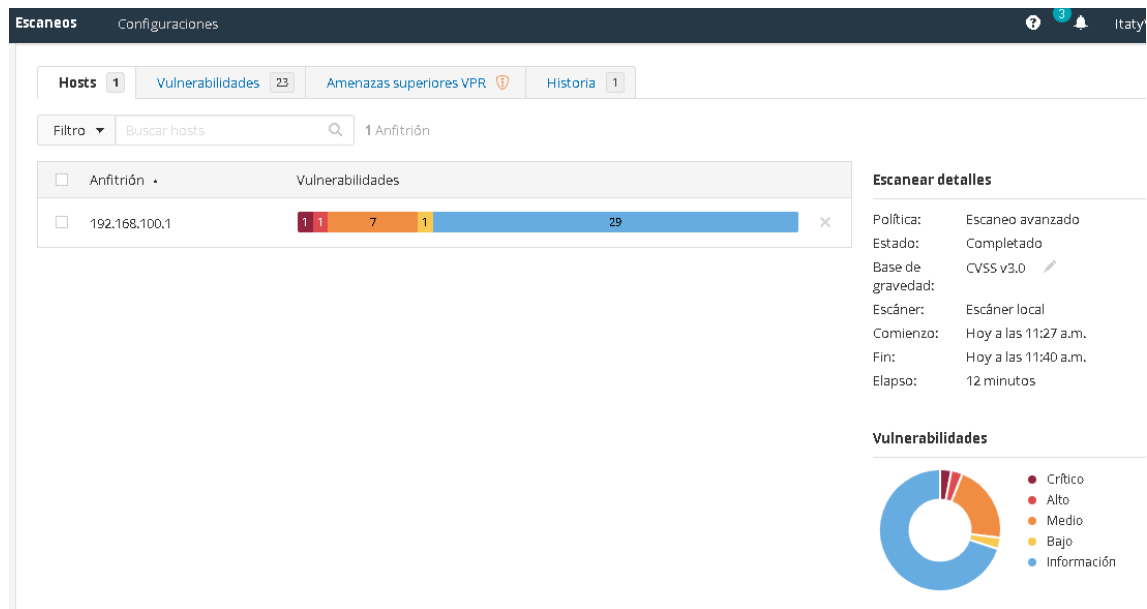 Escaneos Configuraciones 3 Itaty
Hosts 1 Vulnerabilidades 23 Amenazas superiores VPR Historia 1
Filtro Buscar hosts 1 Anfitrión
Anfitrión Vulnerabilidades
192.168.100.1 1 1 7 1 29
Escanear detalles
Política: Escaneo avanzado
Estado: Completado
Base de gravedad: CVSS v3.0
Escáner: Escáner local
Comienzo: Hoy a las 11:27 a.m.
Fin: Hoy a las 11:40 a.m.
Elapso: 12 minutos
Vulnerabilidades
Crítico
Alto
Medio
Bajo
Información